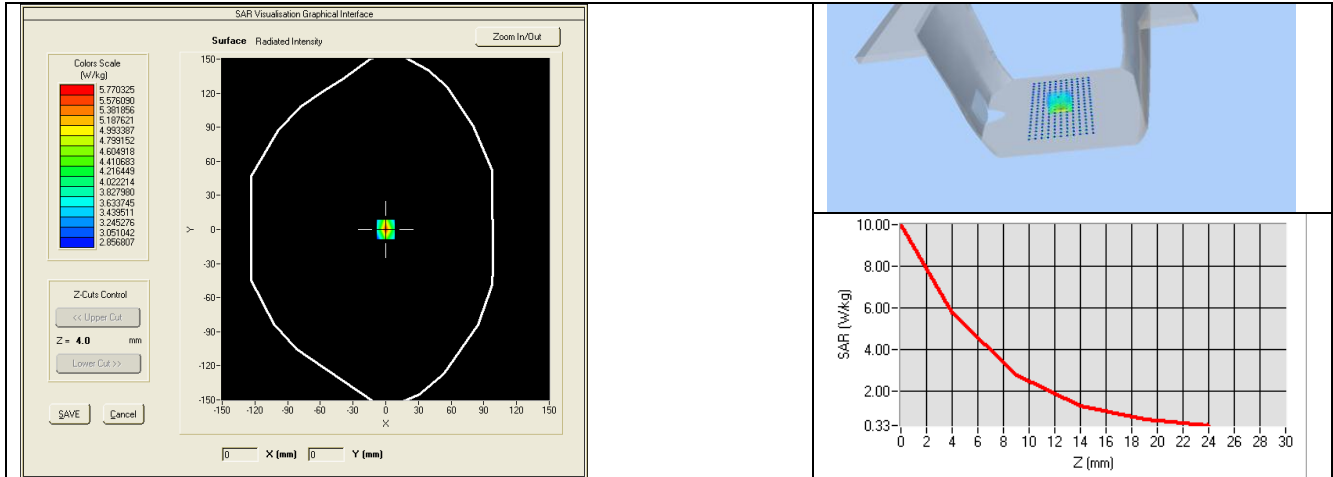 SAR Visualisation Graphical Interface
Surface Radiated Intensity
Zoom In/Out
Colors Scale
(W/kg)
5.770325
5.576090
5.381856
5.187621
4.993387
4.799152
4.604918
4.410683
4.216449
4.022214
3.827980
3.633745
3.439511
3.245276
3.051042
2.856807
Z-Cuts Control
<< Upper Cut
Z = 4.0 mm
Lower Cut >>
SAVE Cancel
150
120
90
60
30
0
-30
-60
-90
-120
-150
Y
-150 -120 -90 -60 -30 0 30 60 90 120 150
X
0 X (mm) 0 Y (mm)
10.00
8.00
6.00
4.00
2.00
0.33
SAR (W/kg)
0 2 4 6 8 10 12 14 16 18 20 22 24 26 28 30
Z (mm)